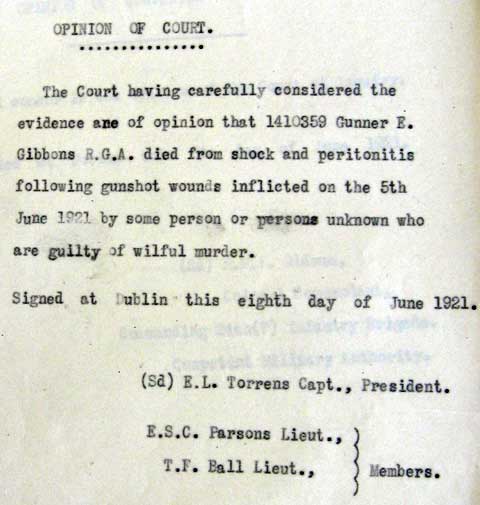 OPINION OF COURT.
The Court having carefully considered the
evidence are of opinion that 1410359 Gunner E.
Gibbons R.G.A. died from shock and peritonitis
following gunshot wounds inflicted on the 5th
June 1921 by some person or persons unknown who
are guilty of wilful murder.
Signed at Dublin this eighth day of June 1921.
(Sd) E.L. Torrens Capt., President.
E.S.C. Parsons Lieut.,
T.F. Ball Lieut.,
Members.